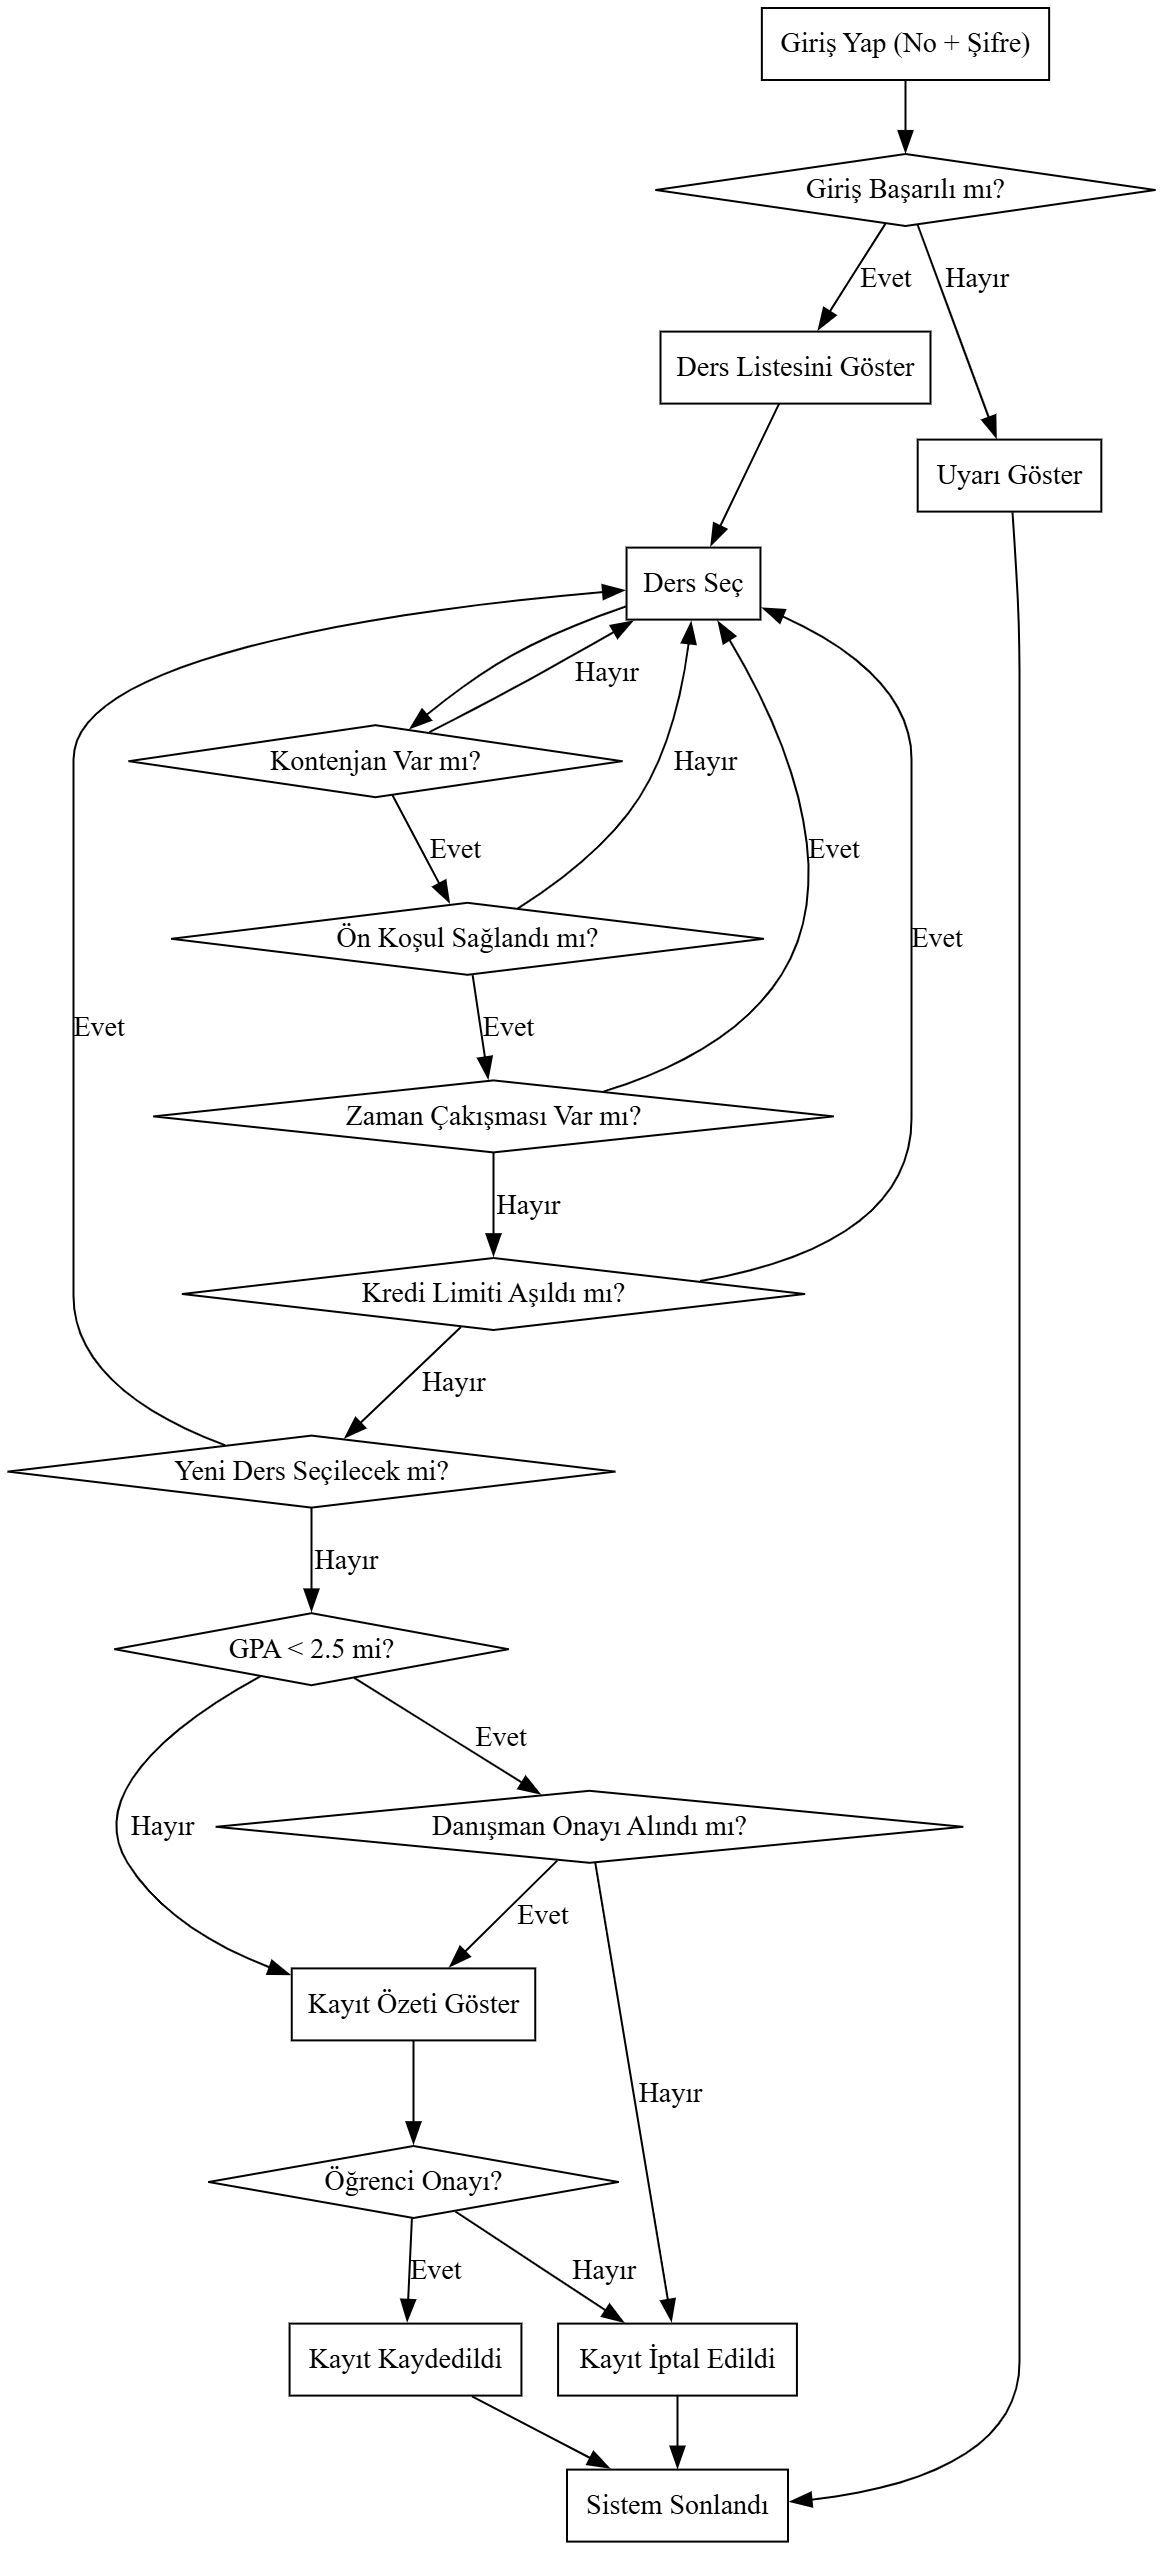 Giriş Yap (No + Şifre)
Giriş Başarılı mı?
Evet
Hayır
Ders Listesini Göster
Uyarı Göster
Ders Seç
Hayır
Kontenjan Var mı?
Hayır
Evet
Evet
Ön Koşul Sağlandı mı?
Evet
Evet
Evet
Zaman Çakışması Var mı?
Hayır
Kredi Limiti Aşıldı mı?
Hayır
Yeni Ders Seçilecek mi?
Hayır
GPA < 2.5 mi?
Evet
Hayır
Danışman Onayı Alındı mı?
Evet
Kayıt Özeti Göster
Hayır
Öğrenci Onayı?
Evet
Hayır
Kayıt Kaydedildi
Kayıt İptal Edildi
Sistem Sonlandı